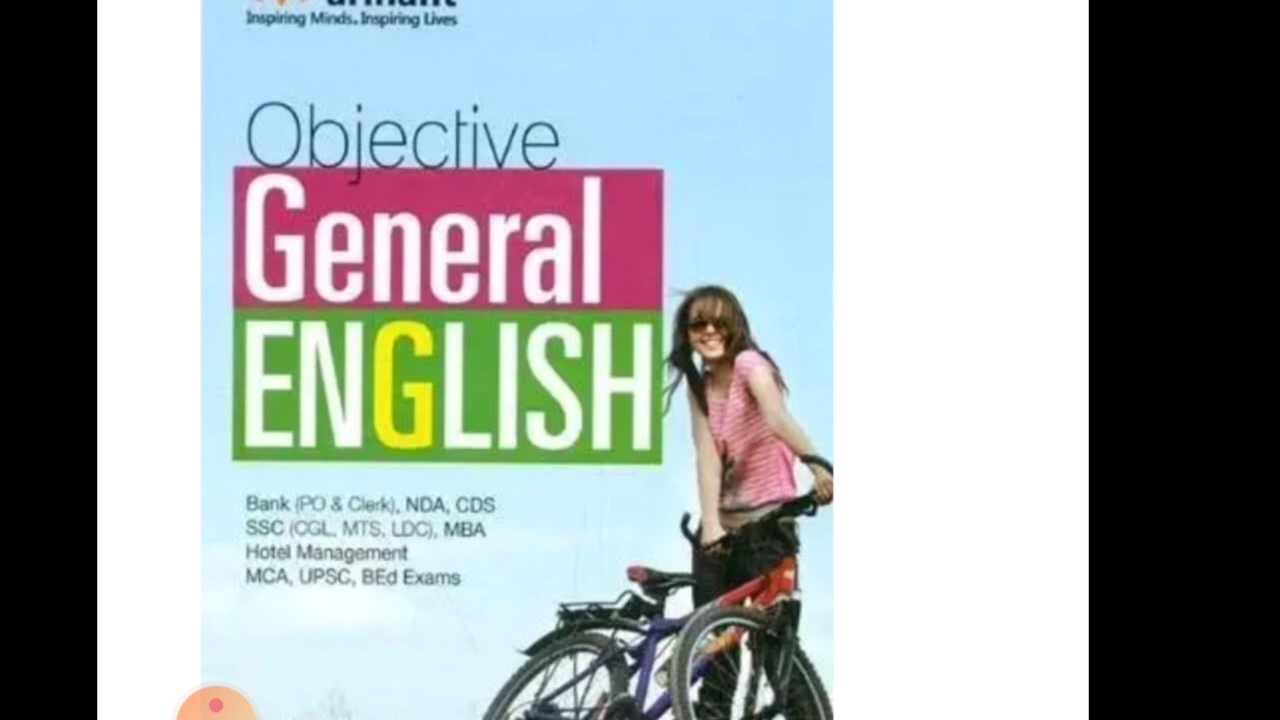 Inspiring Minds. Inspiring Lives
Objective
General
ENGLISH
Bank (PO & Clerk), NDA, CDS
SSC (CGL, MTS, LDC), MBA
Hotel Management
MCA, UPSC, BEd Exams